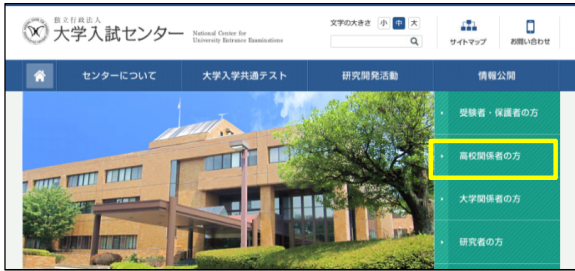 独立行政法人
大学入試センター
National Center for
University Entrance Examinations
文字の大きさ 小 中 大
サイトマップ
お問い合わせ
センターについて
大学入学共通テスト
研究開発活動
情報公開
受験者・保護者の方
高校関係者の方
大学関係者の方
研究者の方